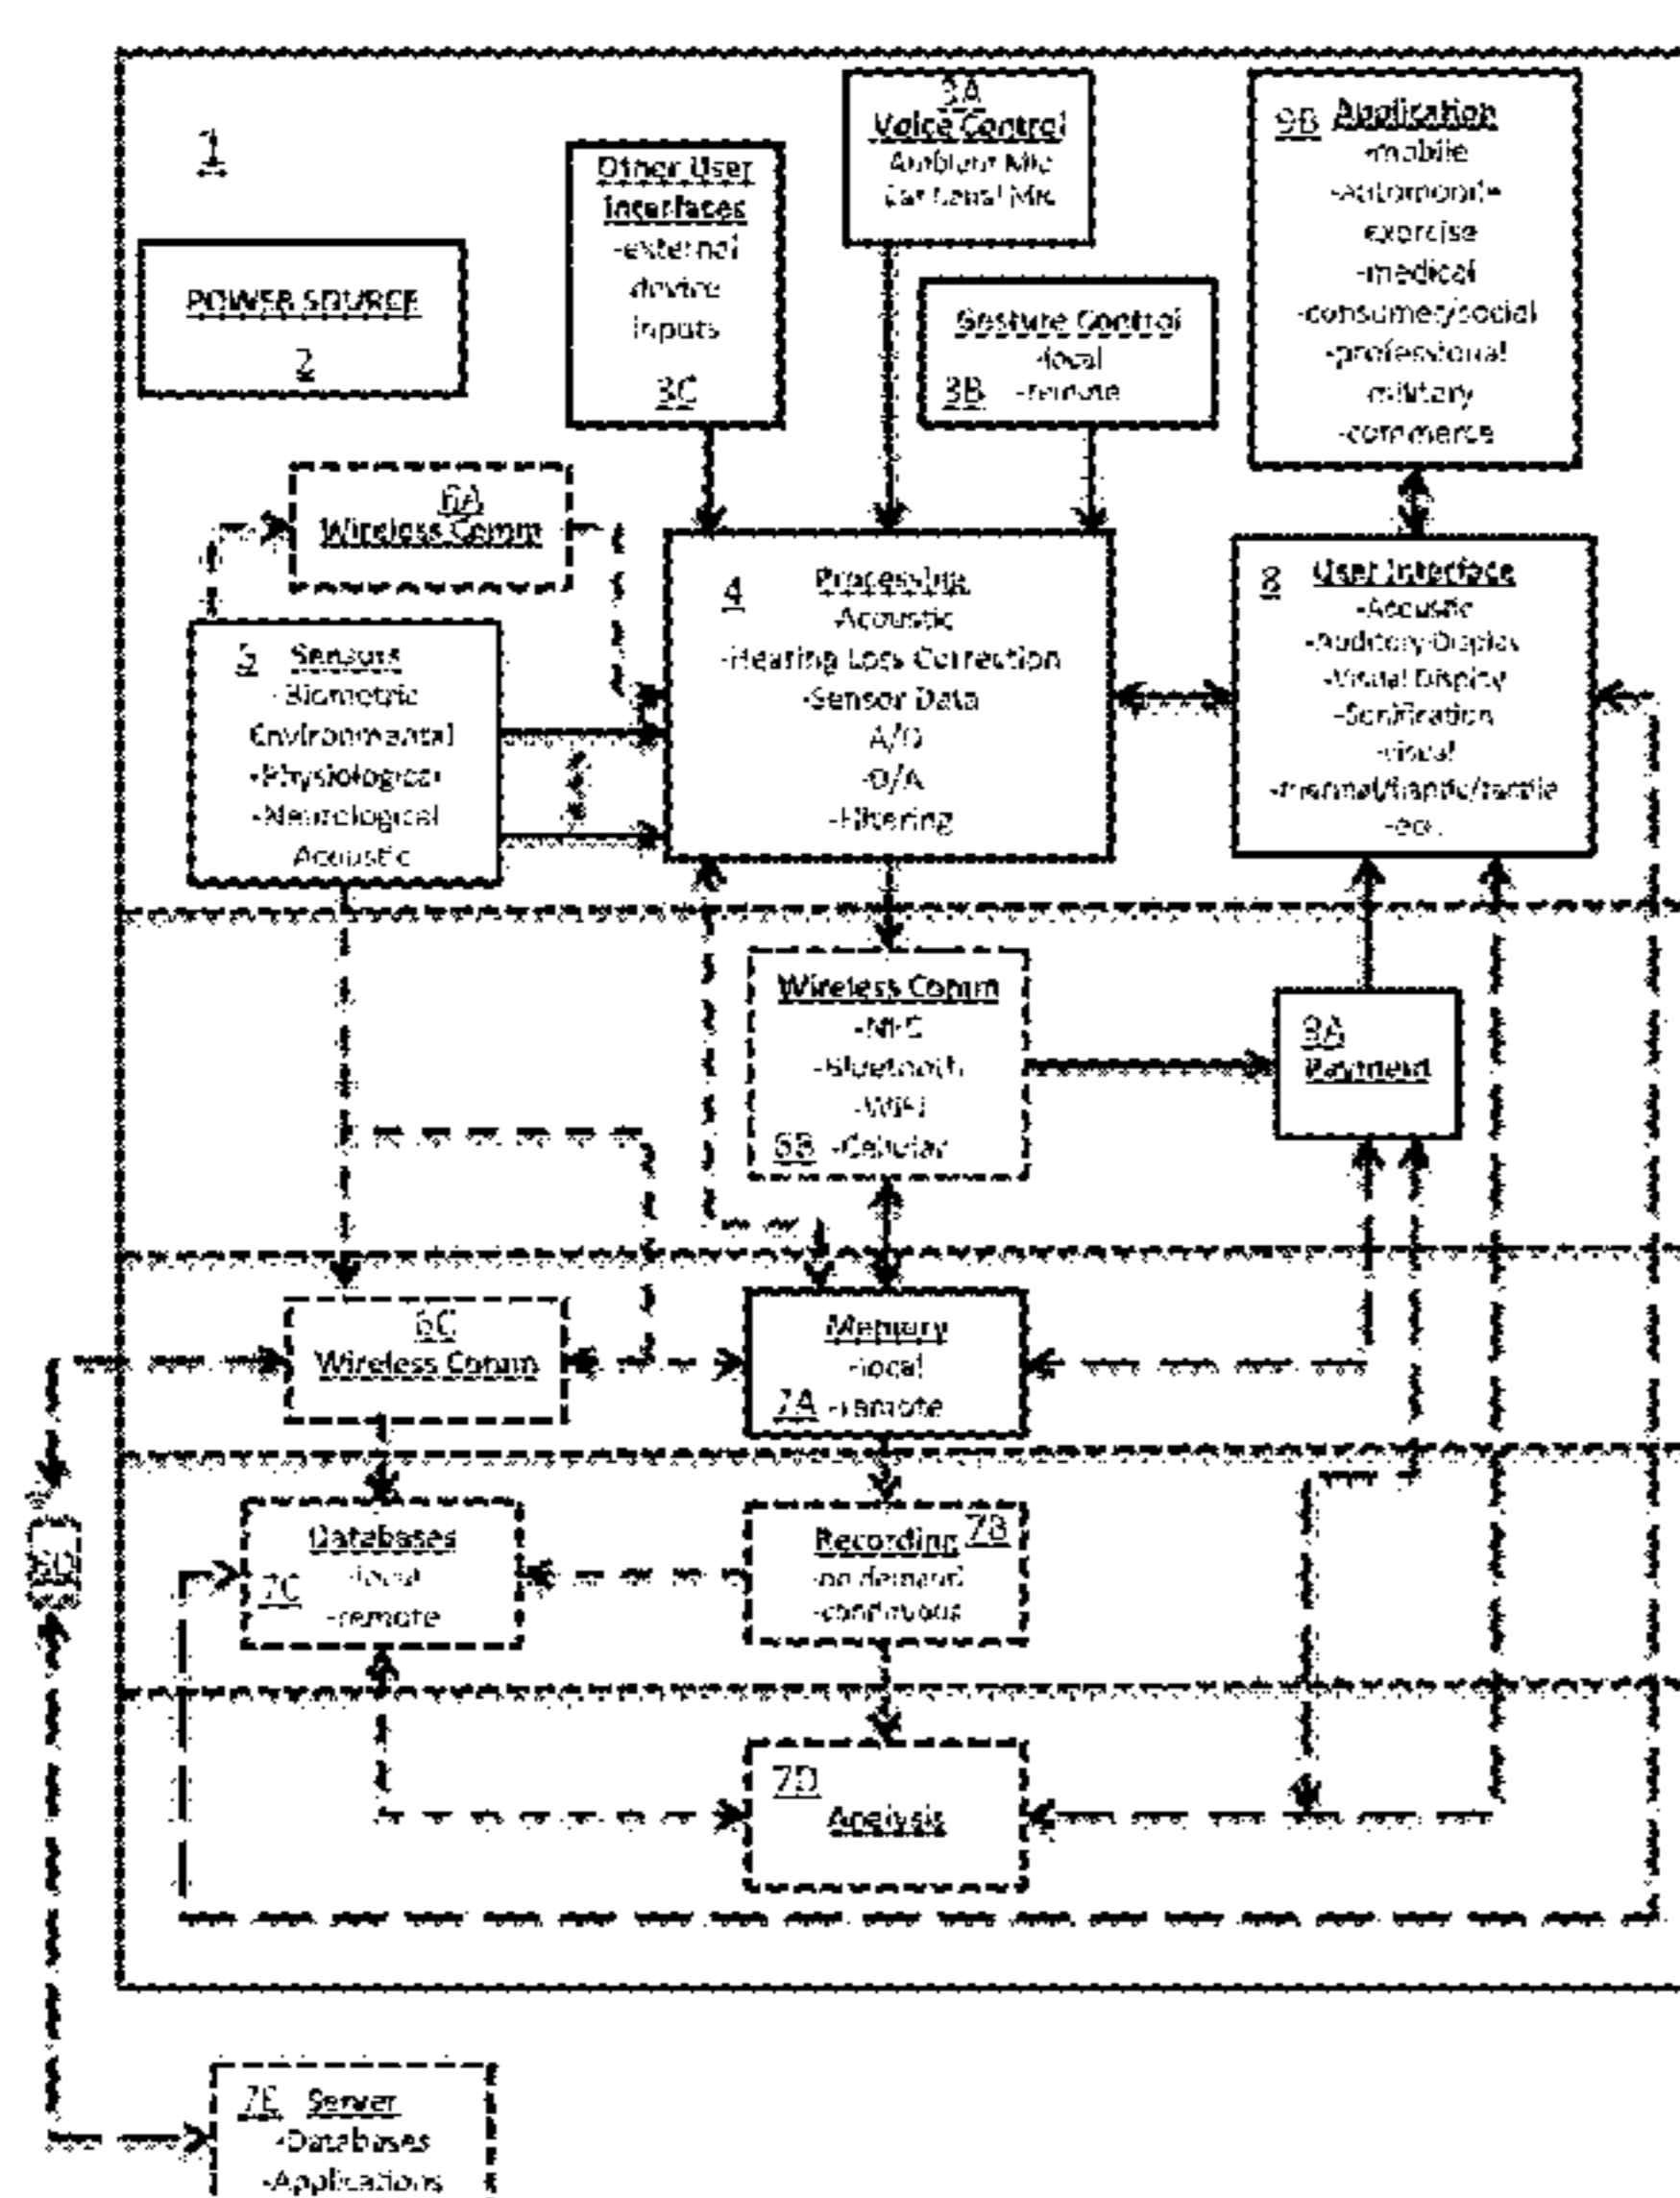 1
POWER SOURCE
2
Other User
Interfaces
-external
device
inputs
3C
3A
Voice Control
Ambient Mic
Ear Canal Mic
Gesture Control
-local
3B -remote
9B Application
-mobile
-automobile
exercise
-medical
-consumer/social
-professional
military
-commerce
6A
Wireless Comm
5 Sensors
-Biometric
Environmental
-Physiological
-Neurological
Acoustic
4 Processing
Acoustic
-Hearing Loss Correction
-Sensor Data
A/D
-D/A
-Filtering
8 User Interface
-Acoustic
-Auditory Display
-Visual Display
-Sonification
-visual
-thermal/haptic/tactile
-etc.
Wireless Comm
-NFC
-Bluetooth
-WiFi
6B -Cellular
9A
Payment
6C
Wireless Comm
Memory
-local
7A -remote
Databases
-local
7C -remote
Recording 7B
-on demand
-continuous
7D
Analysis
7E Server
-Databases
-Applications